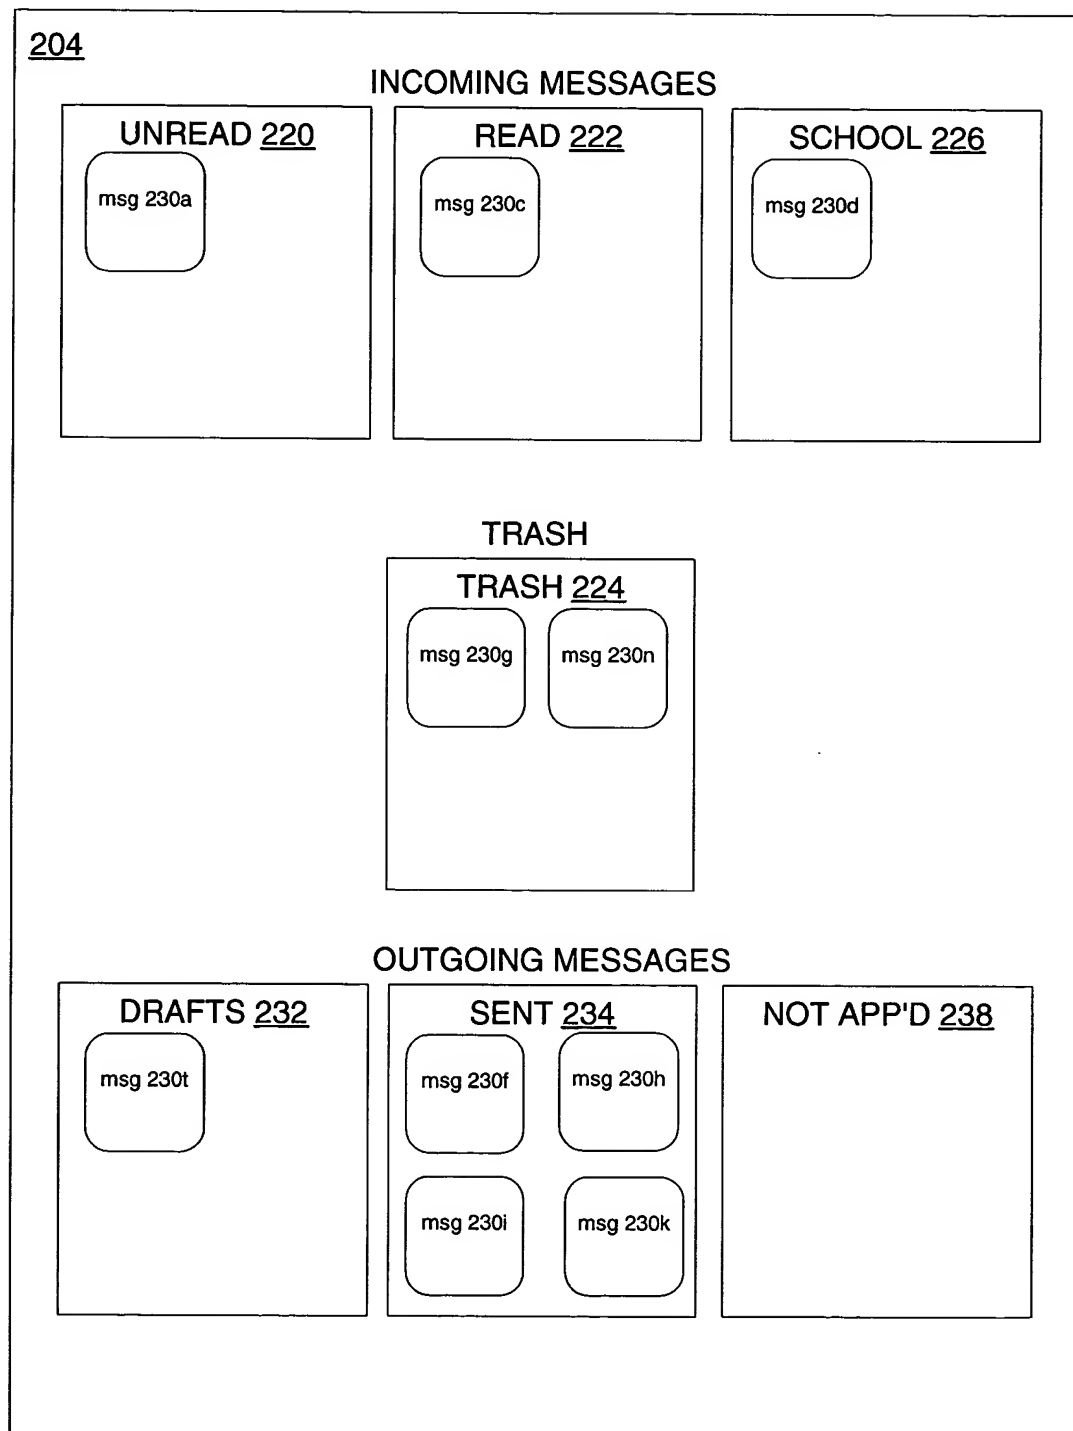 204
INCOMING MESSAGES
UNREAD 220
READ 222
SCHOOL 226
msg 230a
msg 230c
msg 230d
TRASH
TRASH 224
msg 230g
msg 230n
OUTGOING MESSAGES
DRAFTS 232
SENT 234
NOT APP'D 238
msg 230t
msg 230f
msg 230h
msg 230i
msg 230k